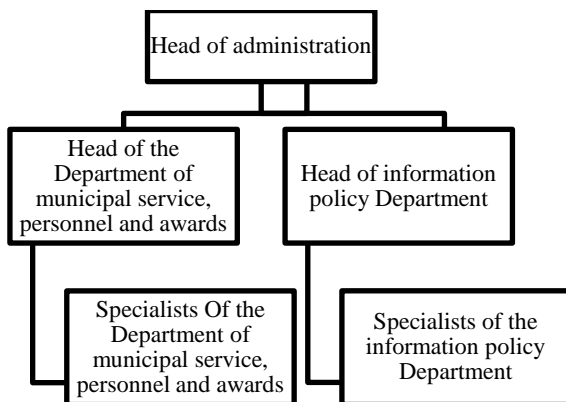 Head of administration
Head of the
Department of
municipal service,
personnel and awards
Head of information
policy Department
Specialists Of the
Department of
municipal service,
personnel and awards
Specialists of the
information policy
Department